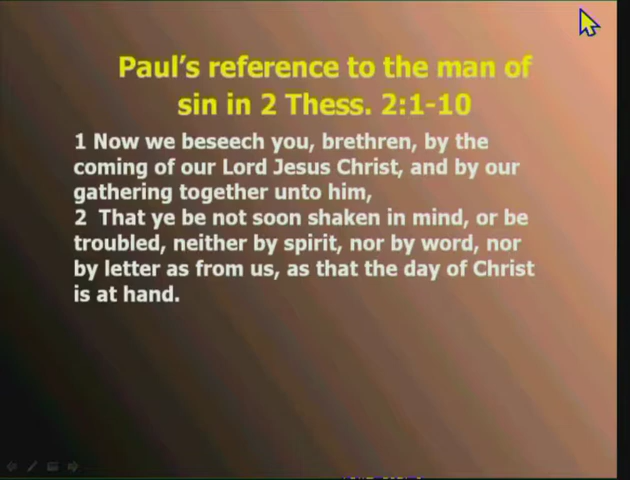 Paul's reference to the man of
sin in 2 Thess. 2:1-10
1 Now we beseech you, brethren, by the
coming of our Lord Jesus Christ, and by our
gathering together unto him,
2 That ye be not soon shaken in mind, or be
troubled, neither by spirit, nor by word, nor
by letter as from us, as that the day of Christ
is at hand.